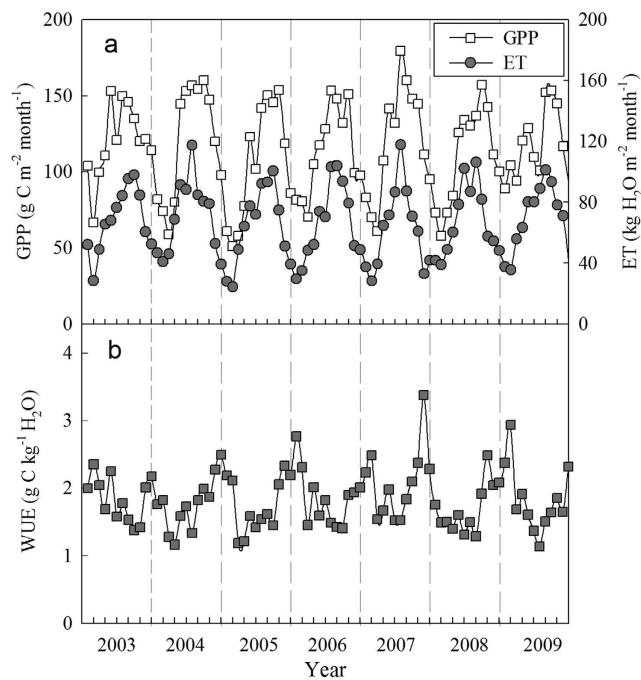 a
GPP
ET
200
150
100
50
0
GPP (g C m⁻² month⁻¹)
200
160
120
80
40
0
ET (kg H₂O m⁻² month⁻¹)
b
4
3
2
1
0
WUE (g C kg⁻¹ H₂O)
2003 2004 2005 2006 2007 2008 2009
Year